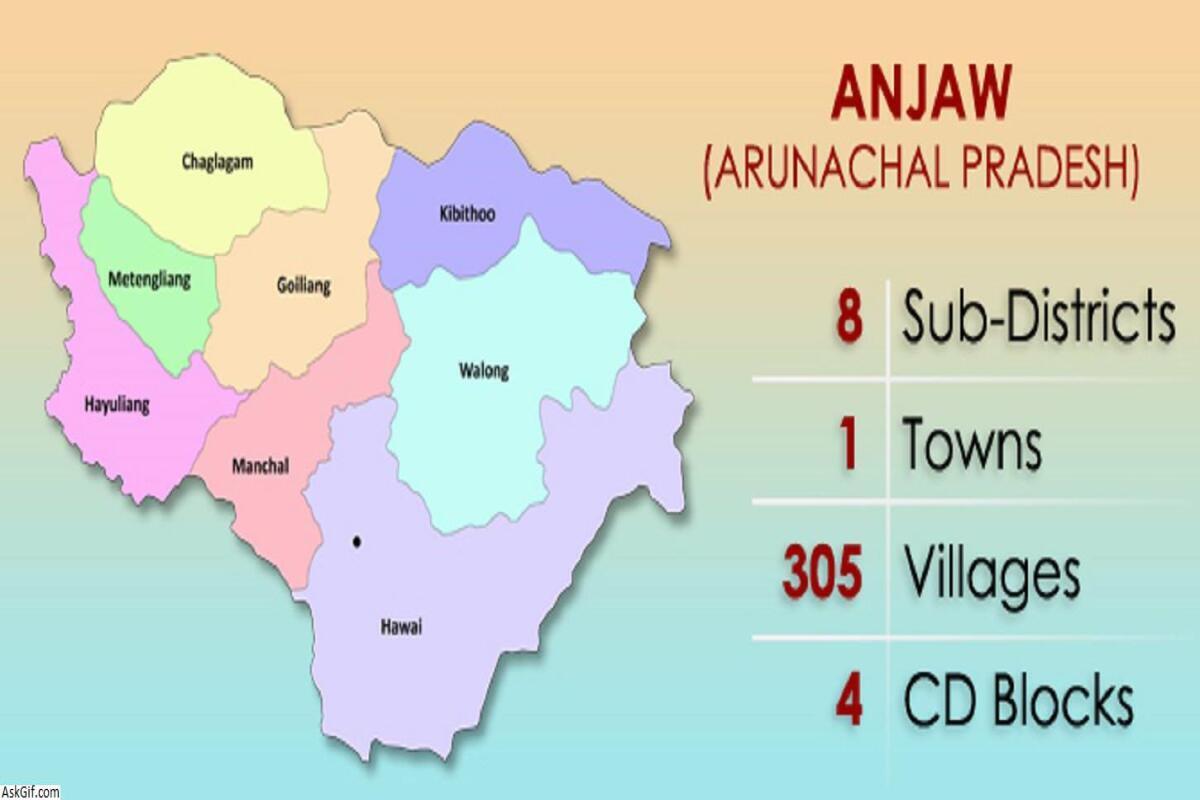 ANJAW
(ARUNACHAL PRADESH)
Chaglagam
Kibithoo
Metengliang
Goiliang
Walong
Hayuliang
Manchal
Hawai
8 Sub-Districts
1 Towns
305 Villages
4 CD Blocks
AskGif.com